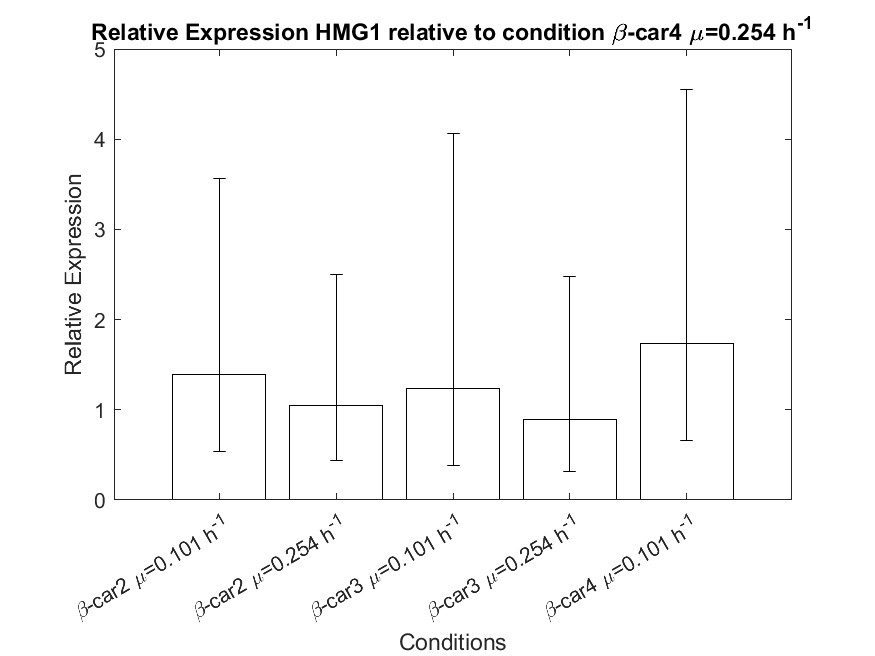 Relative Expression HMG1 relative to condition β-car4 μ=0.254 h⁻¹
5
4
3
2
1
0
Relative Expression
β-car2 μ=0.101 h⁻¹
β-car2 μ=0.254 h⁻¹
β-car3 μ=0.101 h⁻¹
β-car3 μ=0.254 h⁻¹
β-car4 μ=0.101 h⁻¹
Conditions